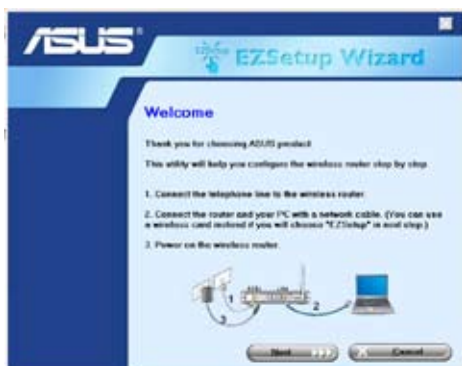 ASUS
EZSetup Wizard
Welcome
Thank you for choosing ASUS product
This utility will help you configure the wireless router step by step.
1. Connect the telephone line to the wireless router.
2. Connect the router and your PC with a network cable. (You can use
a wireless card instead if you will choose "EZSetup" in next step.)
3. Power on the wireless router.
1
2
3
Next
Cancel